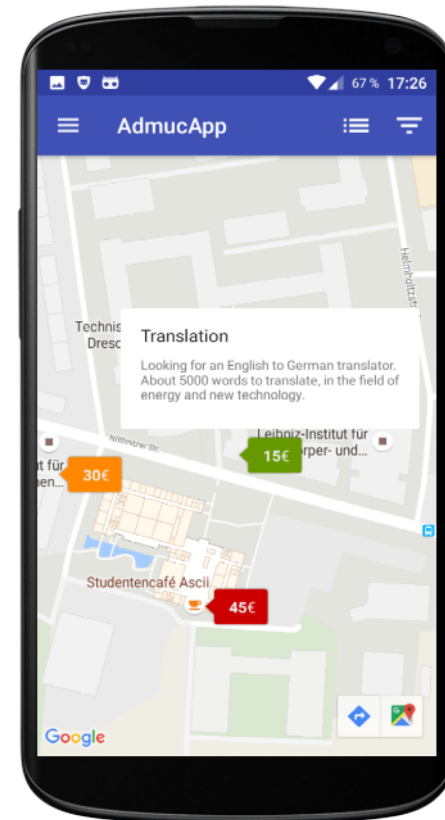 67 % 17:26
AdmucApp
Helmholtzstr
Technis
Dresd
Translation
Looking for an English to German translator.
About 5000 words to translate, in the field of
energy and new technology.
Nöthnitzer Str.
Leibniz-Institut für
örper- und...
15€
t für
en...
30€
Studentencafé Ascii
45€
Google